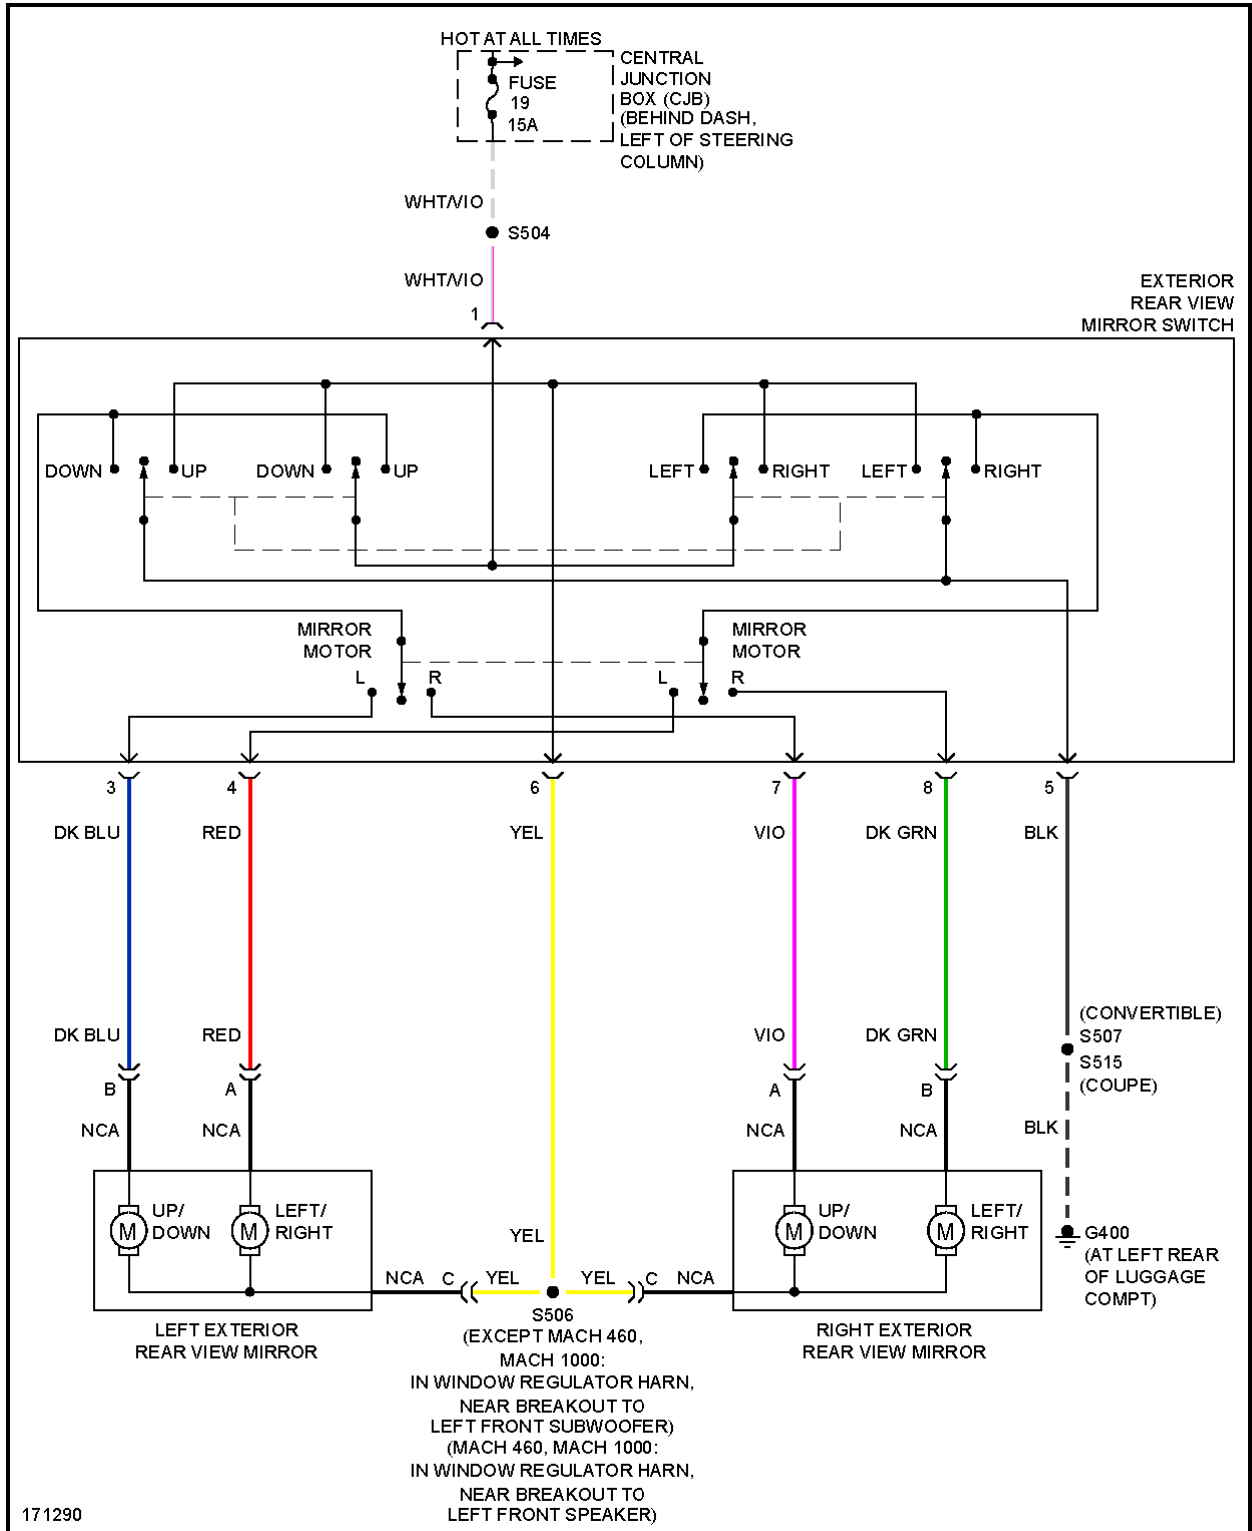 HOT AT ALL TIMES
FUSE
19
15A
CENTRAL
JUNCTION
BOX (CJB)
(BEHIND DASH,
LEFT OF STEERING
COLUMN)
WHT/VIO
S504
WHT/VIO
1
EXTERIOR
REAR VIEW
MIRROR SWITCH
DOWN UP DOWN UP LEFT RIGHT LEFT RIGHT
MIRROR
MOTOR
L R
MIRROR
MOTOR
L R
3 4 6 7 8 5
DK BLU RED YEL VIO DK GRN BLK
DK BLU RED VIO DK GRN
(CONVERTIBLE)
S507
S515
(COUPE)
B A A B
NCA NCA NCA NCA BLK
M UP/
DOWN
M LEFT/
RIGHT
YEL
M UP/
DOWN
M LEFT/
RIGHT
G400
(AT LEFT REAR
OF LUGGAGE
COMPT)
NCA C YEL YEL C NCA
LEFT EXTERIOR
REAR VIEW MIRROR
S506
(EXCEPT MACH 460,
MACH 1000:
IN WINDOW REGULATOR HARN,
NEAR BREAKOUT TO
LEFT FRONT SUBWOOFER)
(MACH 460, MACH 1000:
IN WINDOW REGULATOR HARN,
NEAR BREAKOUT TO
LEFT FRONT SPEAKER)
RIGHT EXTERIOR
REAR VIEW MIRROR
171290